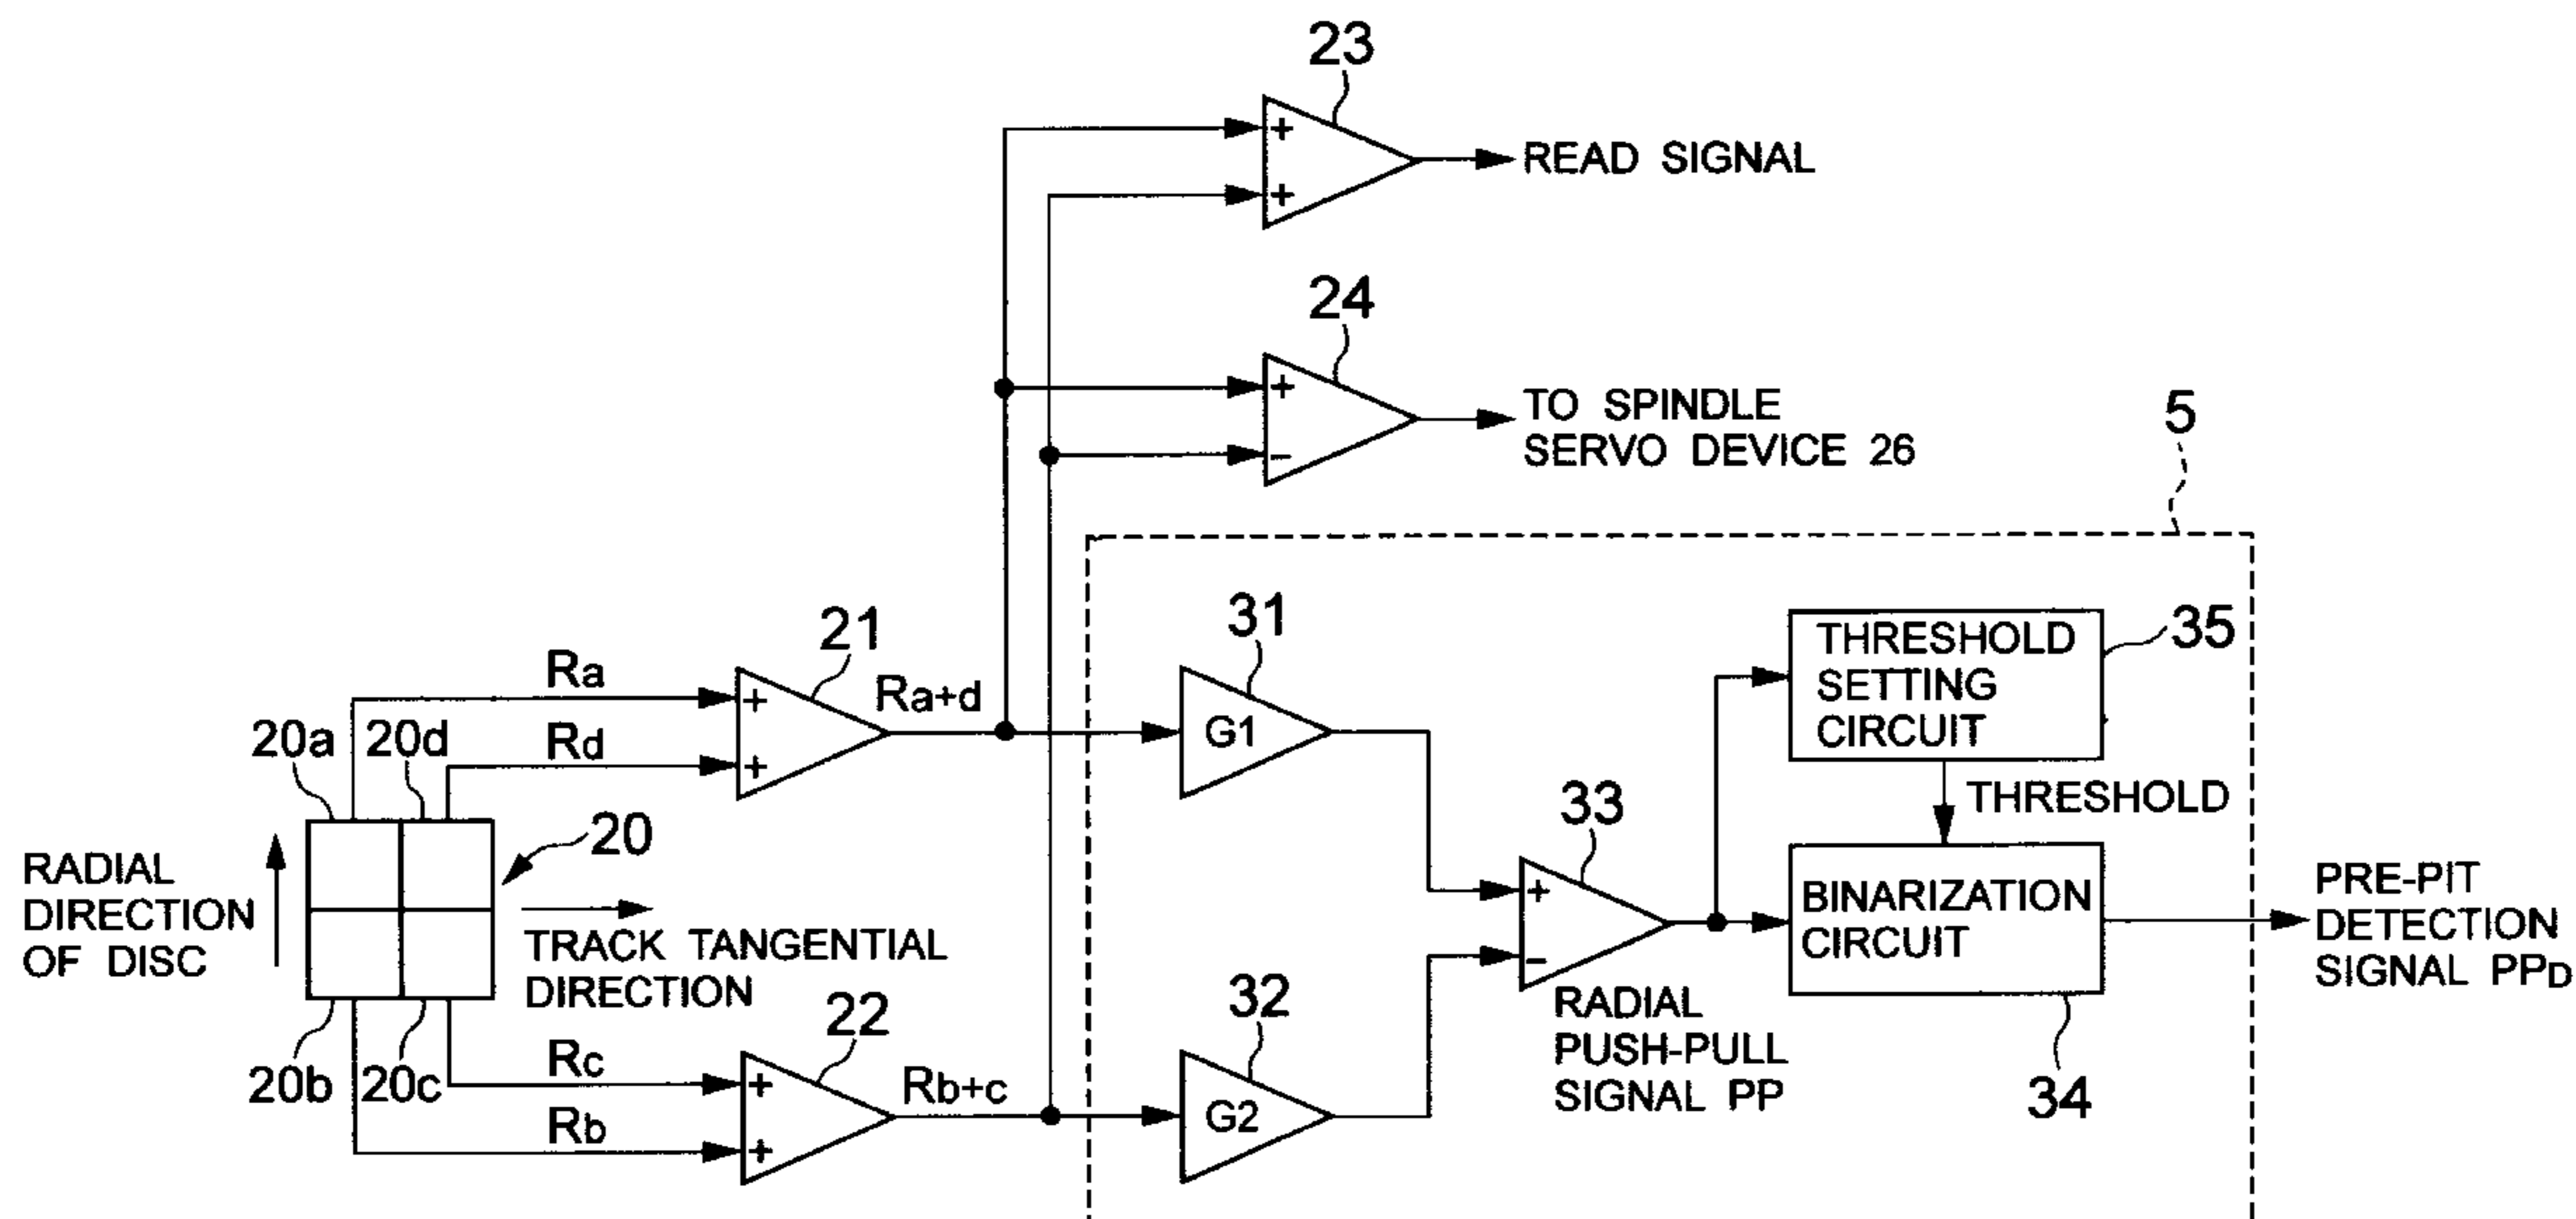 23
+
+
READ SIGNAL
24
+
−
TO SPINDLE
SERVO DEVICE 26
5
21
Ra
Rd
+
+
Ra+d
20a
20d
20
RADIAL
DIRECTION
OF DISC
TRACK TANGENTIAL
DIRECTION
20b
20c
22
Rc
Rb
+
+
Rb+c
31
G1
32
G2
33
+
−
RADIAL
PUSH-PULL
SIGNAL PP
THRESHOLD
SETTING
CIRCUIT
35
THRESHOLD
BINARIZATION
CIRCUIT
34
PRE-PIT
DETECTION
SIGNAL PPD